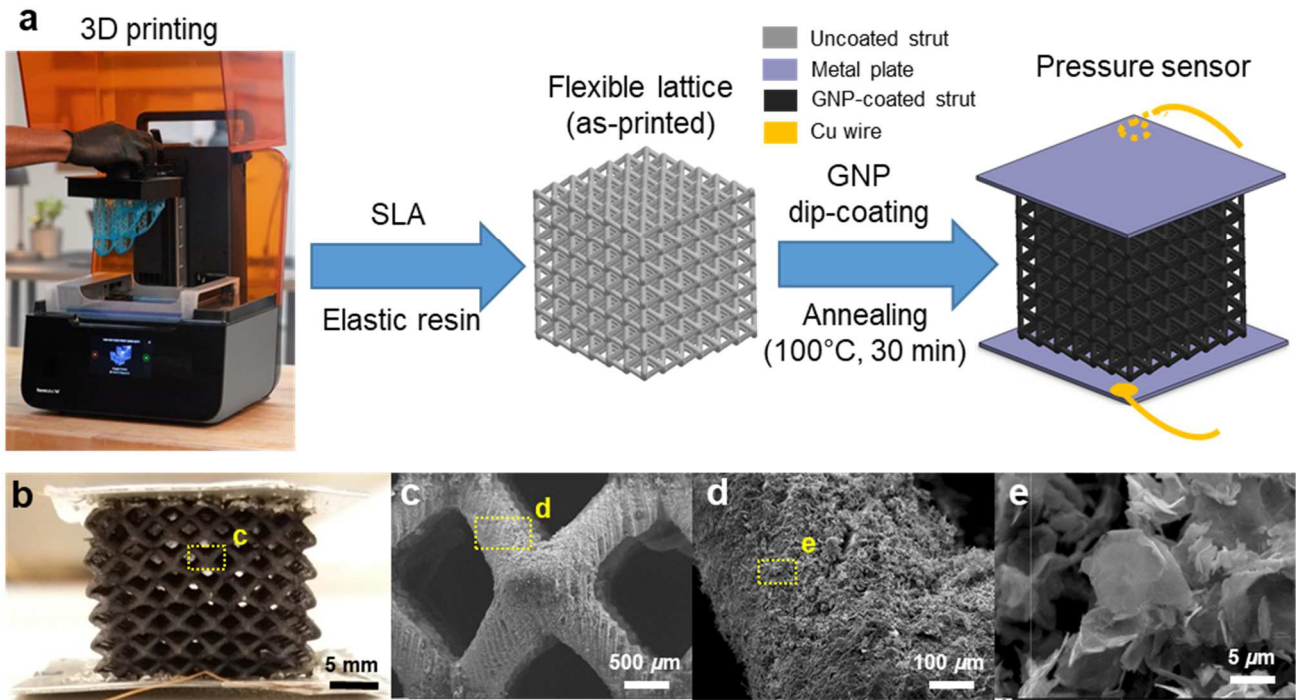 a
3D printing
SLA
Elastic resin
Flexible lattice
(as-printed)
Uncoated strut
Metal plate
GNP-coated strut
Cu wire
GNP
dip-coating
Annealing
(100°C, 30 min)
Pressure sensor
b
c
5 mm
c
d
500 µm
d
e
100 µm
e
5 µm